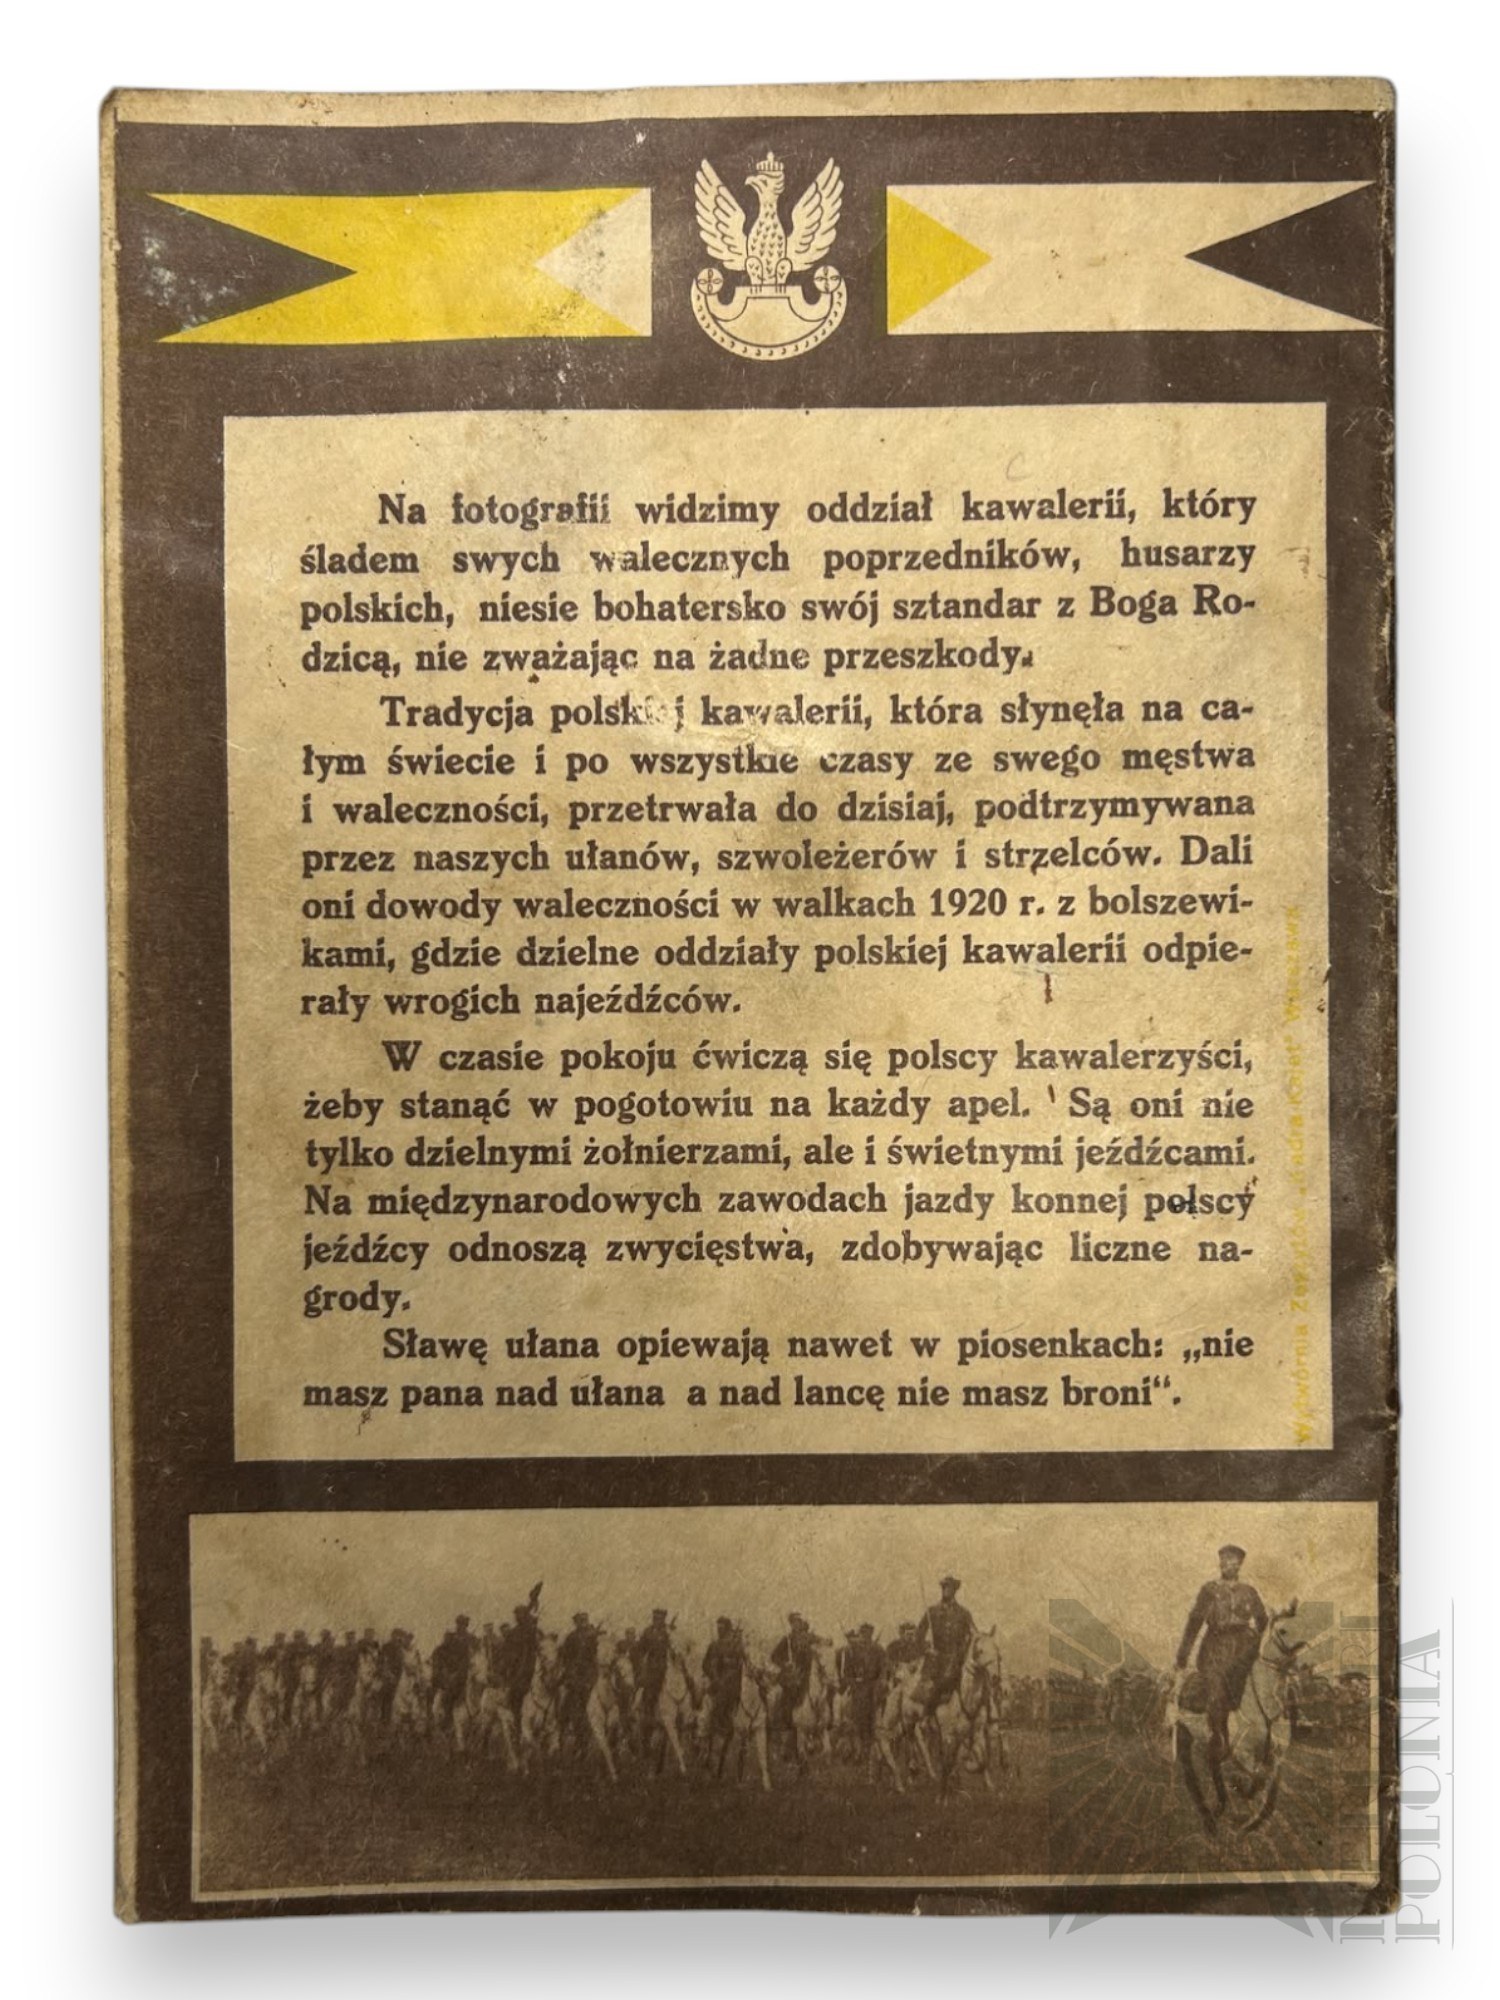 Na fotografii widzimy oddział kawalerii, który
śladem swych walecznych poprzedników, husarzy
polskich, niesie bohatersko swój sztandar z Boga Ro-
dzicą, nie zważając na żadne przeszkody.
Tradycja polskiej kawalerii, która słynęła na ca-
łym świecie i po wszystkie czasy ze swego męstwa
i waleczności, przetrwała do dzisiaj, podtrzymywana
przez naszych ułanów, szwoleżerów i strzelców. Dali
oni dowody waleczności w walkach 1920 r. z bolszewi-
kami, gdzie dzielne oddziały polskiej kawalerii odpie-
rały wrogich najeźdźców.
W czasie pokoju ćwiczą się polscy kawalerzyści,
żeby stanąć w pogotowiu na każdy apel. Są oni nie
tylko dzielnymi żołnierzami, ale i świetnymi jeźdźcami.
Na międzynarodowych zawodach jazdy konnej polscy
jeźdźcy odnoszą zwycięstwa, zdobywając liczne na-
grody.
Sławę ułana opiewają nawet w piosenkach: „nie
masz pana nad ułana a nad lancę nie masz broni“.
Wytwórnia
POLONIA